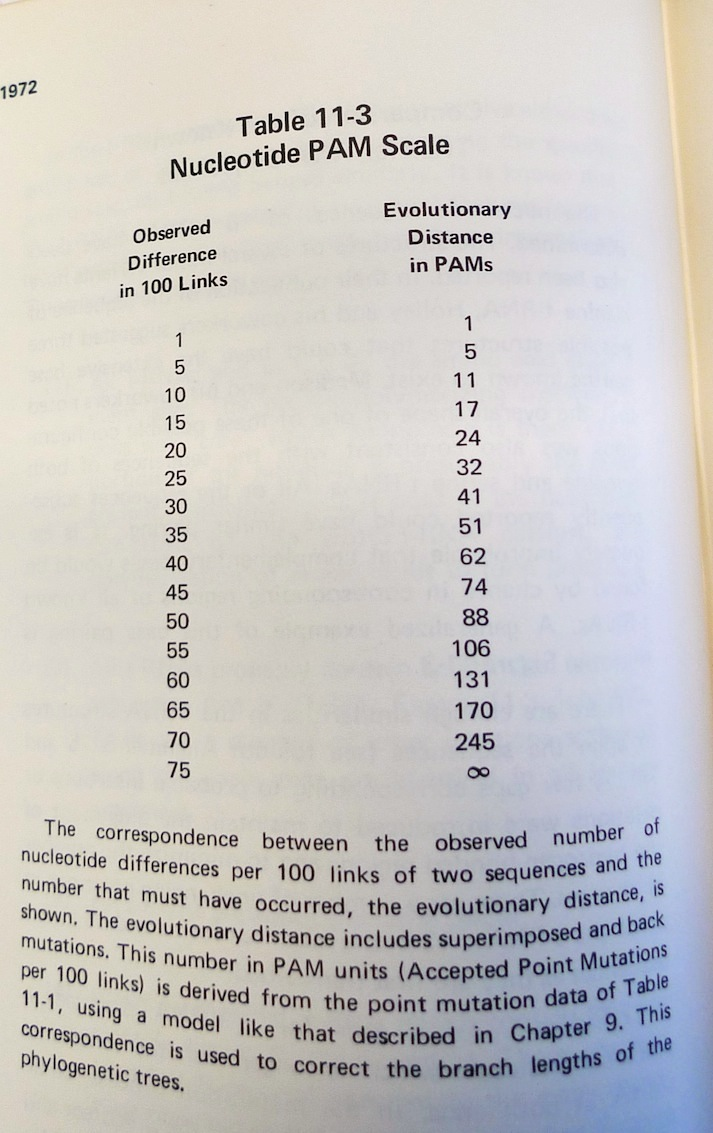 1972
Table 11-3
Nucleotide PAM Scale
Observed
Difference
in 100 Links
Evolutionary
Distance
in PAMs
1 1
5 5
10 11
15 17
20 24
25 32
30 41
35 51
40 62
45 74
50 88
55 106
60 131
65 170
70 245
75 ∞
The correspondence between the observed number of
nucleotide differences per 100 links of two sequences and the
number that must have occurred, the evolutionary distance, is
shown. The evolutionary distance includes superimposed and back
mutations. This number in PAM units (Accepted Point Mutations
per 100 links) is derived from the point mutation data of Table
11-1, using a model like that described in Chapter 9. This
correspondence is used to correct the branch lengths of the
phylogenetic trees.